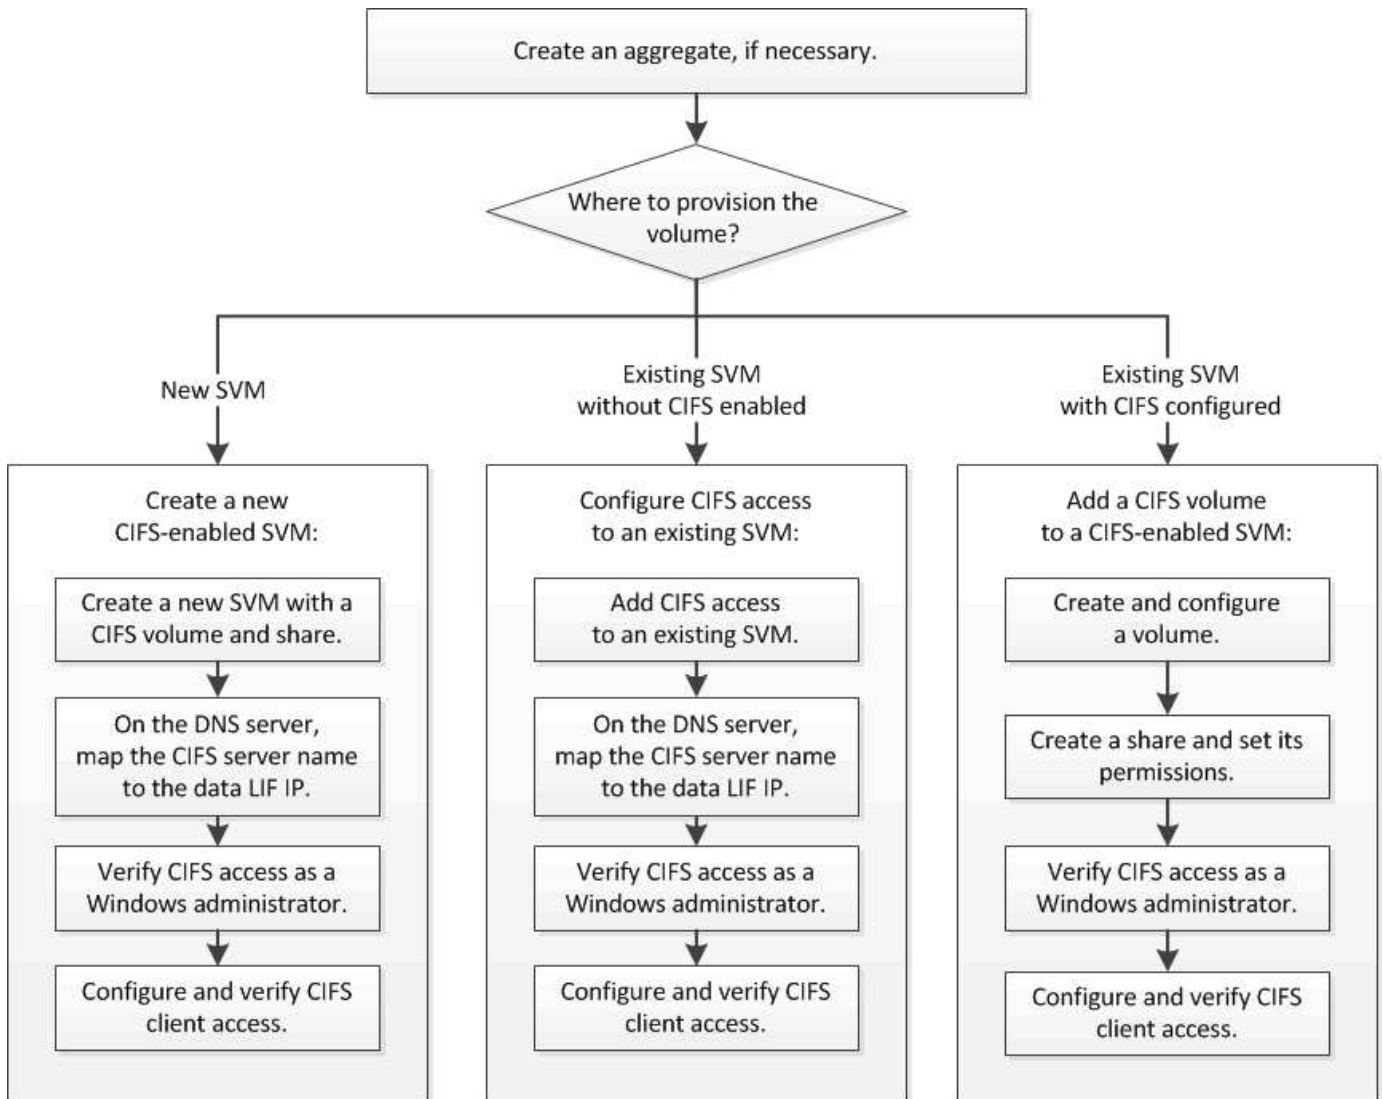 Create an aggregate, if necessary.
Where to provision the
volume?
New SVM
Existing SVM
without CIFS enabled
Existing SVM
with CIFS configured
Create a new
CIFS-enabled SVM:
Create a new SVM with a
CIFS volume and share.
On the DNS server,
map the CIFS server name
to the data LIF IP.
Verify CIFS access as a
Windows administrator.
Configure and verify CIFS
client access.
Configure CIFS access
to an existing SVM:
Add CIFS access
to an existing SVM.
On the DNS server,
map the CIFS server name
to the data LIF IP.
Verify CIFS access as a
Windows administrator.
Configure and verify CIFS
client access.
Add a CIFS volume
to a CIFS-enabled SVM:
Create and configure
a volume.
Create a share and set its
permissions.
Verify CIFS access as a
Windows administrator.
Configure and verify CIFS
client access.